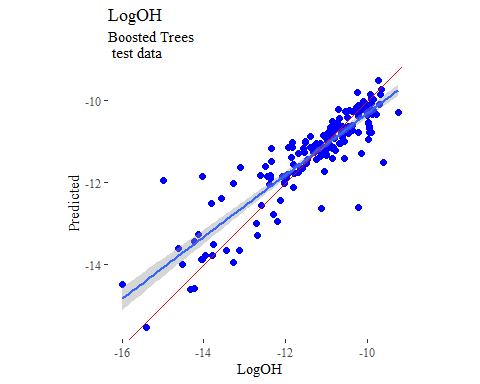 LogOH
Boosted Trees
test data
Predicted
-10
-12
-14
-16
-14
-12
-10
LogOH